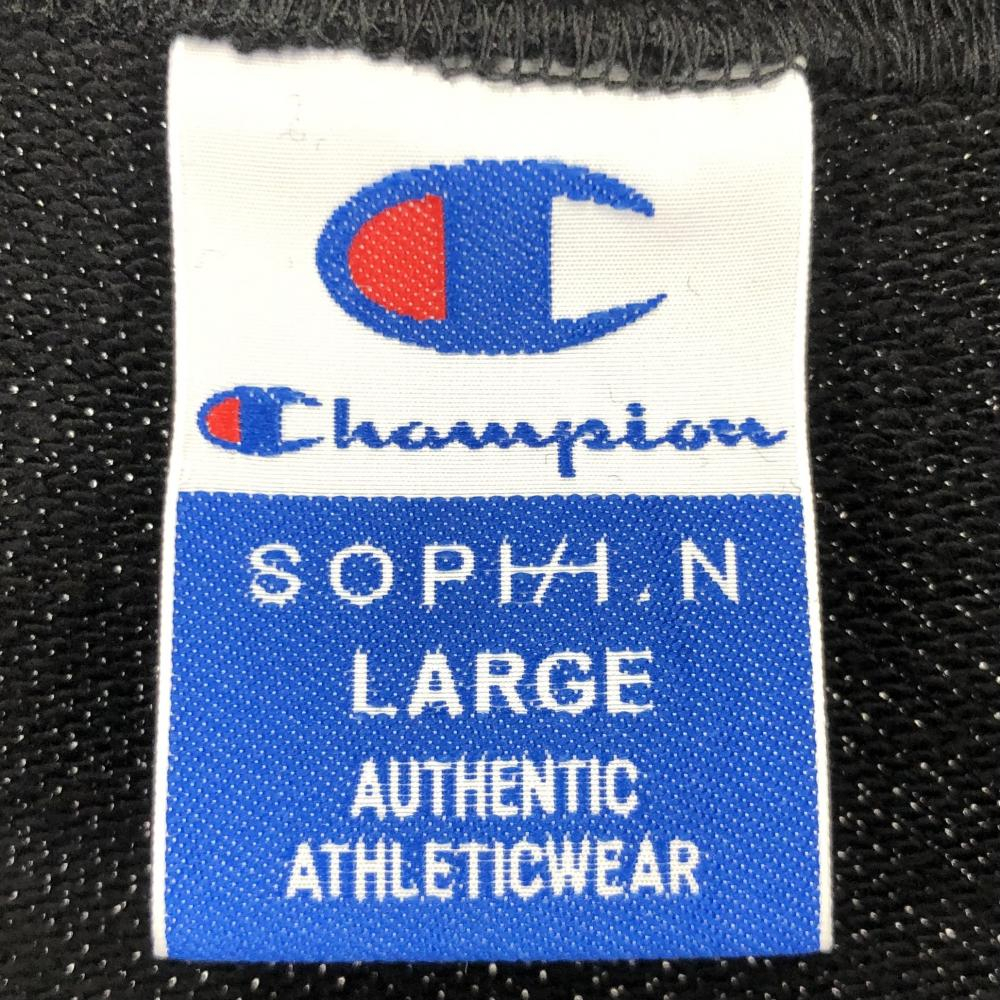 Champion
SOPH.N
LARGE
AUTHENTIC
ATHLETICWEAR